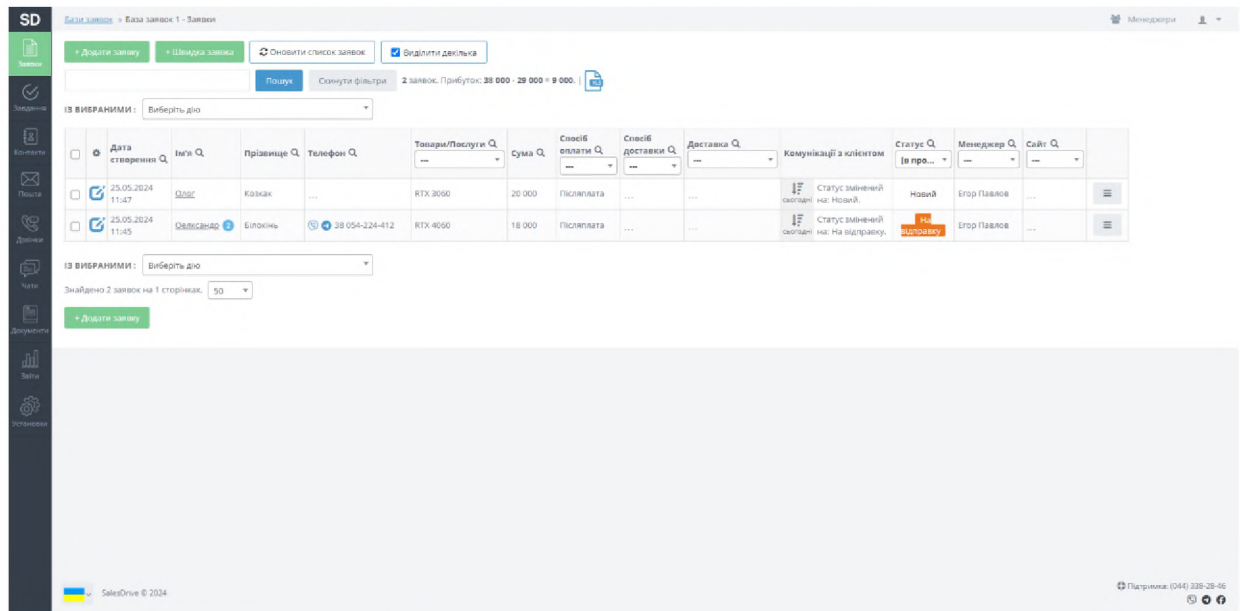 SD
Бази заявок » База заявок 1 - Заявки
Менеджери
Заявки
Завдання
Контакти
Пошта
Дзвінки
Чати
Документи
Звіти
Установки
+ Додати заявку
+ Швидка заявка
Оновити список заявок
Виділити декілька
Пошук
Скинути фільтри
2 заявок. Прибуток: 38 000 - 29 000 = 9 000. |
ІЗ ВИБРАНИМИ: Виберіть дію
Дата створення Ім'я Прізвище Телефон Товари/Послуги --- Сума Спосіб оплати --- Спосіб доставки --- Доставка --- Комунікації з клієнтом Статус (в про... Менеджер --- Сайт ---
25.05.2024 11:47 Олог Козкак ... RTX 3060 20 000 Післяплата ... ... сьогодні Статус змінений на: Новий. Новий Егор Павлов ...
25.05.2024 11:45 Оелксандр 2 Білокінь 38 054-224-412 RTX 4060 18 000 Післяплата ... ... сьогодні Статус змінений на: На відправку. На відправку Егор Павлов ...
ІЗ ВИБРАНИМИ: Виберіть дію
Знайдено 2 заявок на 1 сторінках. 50
+ Додати заявку
SalesDrive © 2024
Підтримка: (044) 338-28-46